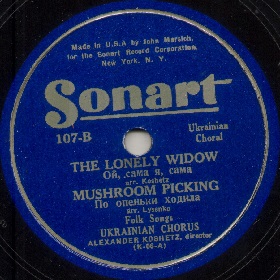 Made in U.S.A by John Marsich,
for the Sonart Record Corporation,
New York, N. Y.
Sonart
107-B
Ukrainian
Choral
THE LONELY WIDOW
Ой, сама я, сама
arr. Koshetz
MUSHROOM PICKING
По опеньки ходила
arr. Lysenko
Folk Songs
UKRAINIAN CHORUS
ALEXANDER KOSHETZ, director
(K-06-A)